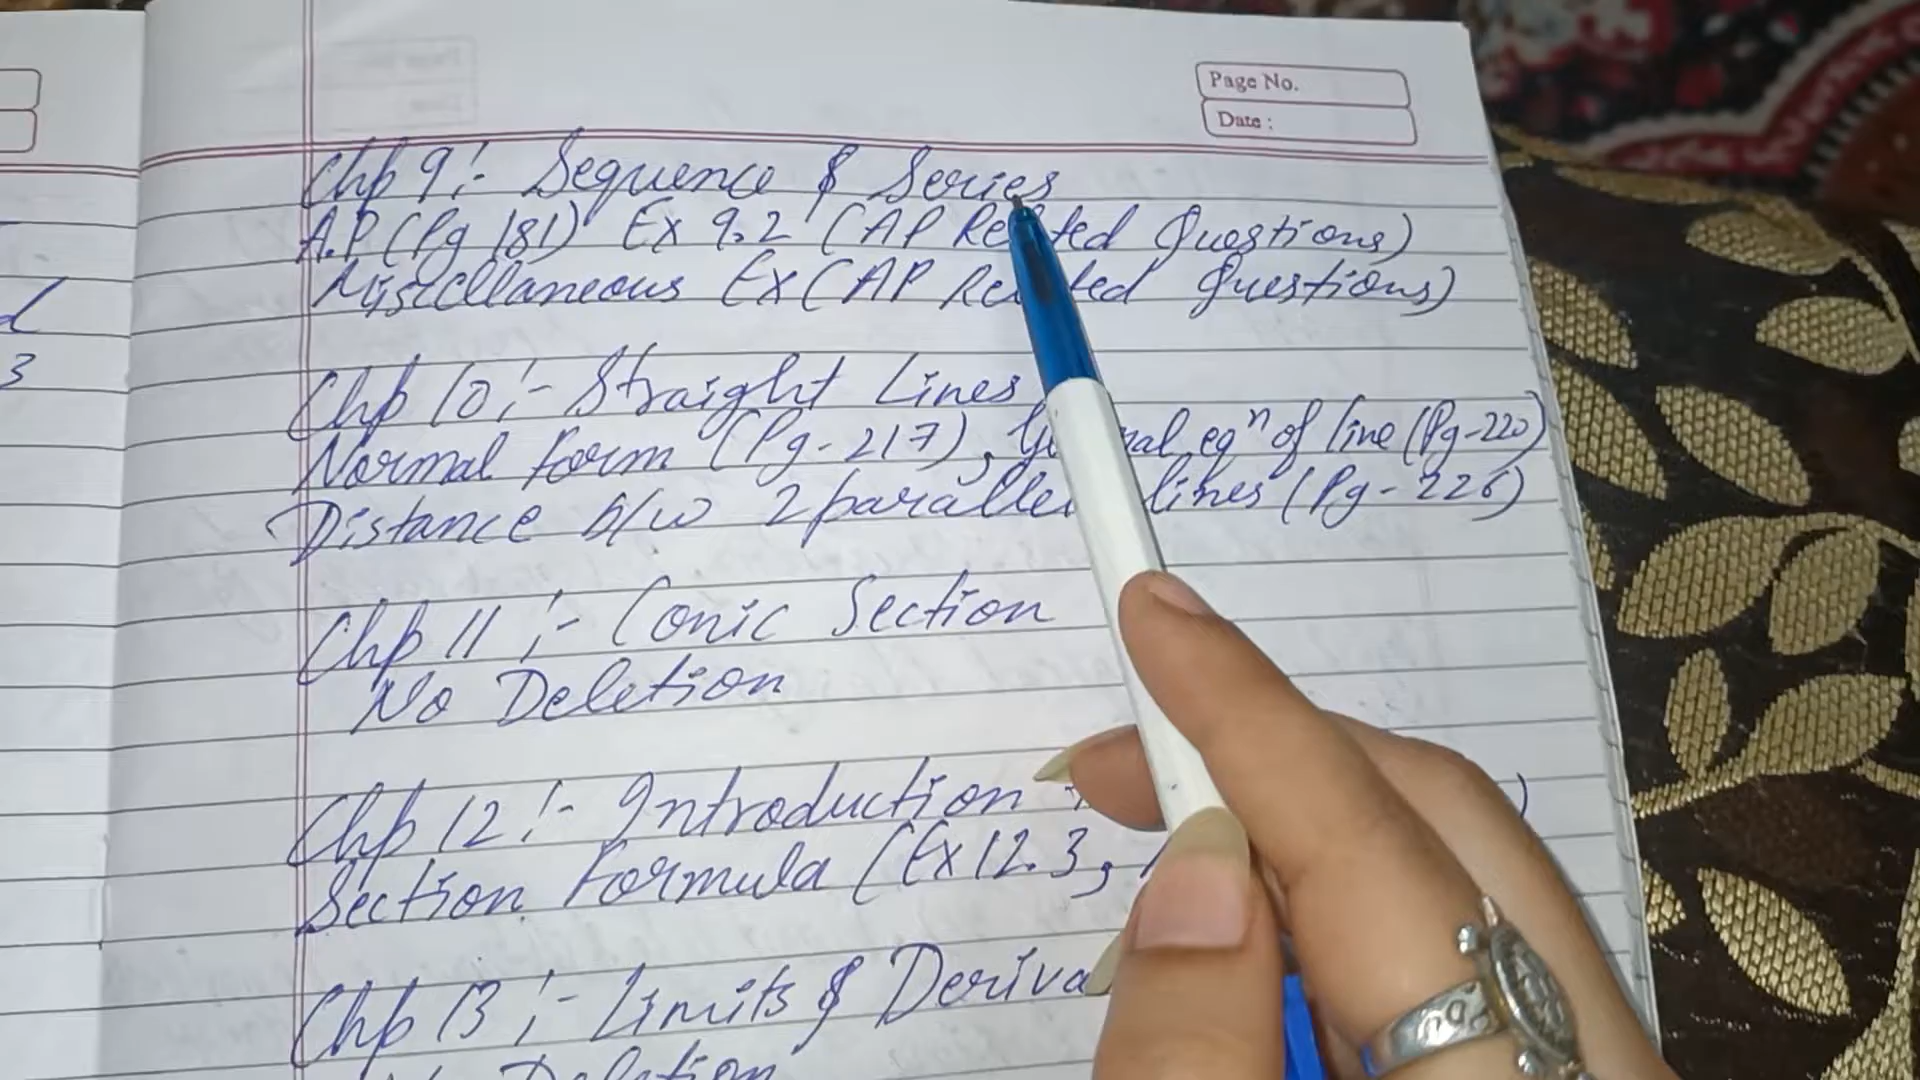 Page No.
Date :
Chp 9 :- Sequence & Series
A.P (Pg 181) Ex 9.2 (AP Related Questions)
Miscellaneous Ex (AP Related Questions)
Chp 10 :- Straight Lines
Normal form (Pg - 217), eqⁿ of line (Pg-220)
Distance b/w 2 parallel lines (Pg - 226)
Chp 11 :- Conic Section
No Deletion
Chp 12 :- Introduction
Section Formula (Ex 12.3,
Chp 13 :- Limits & Deriva
Deletion
3